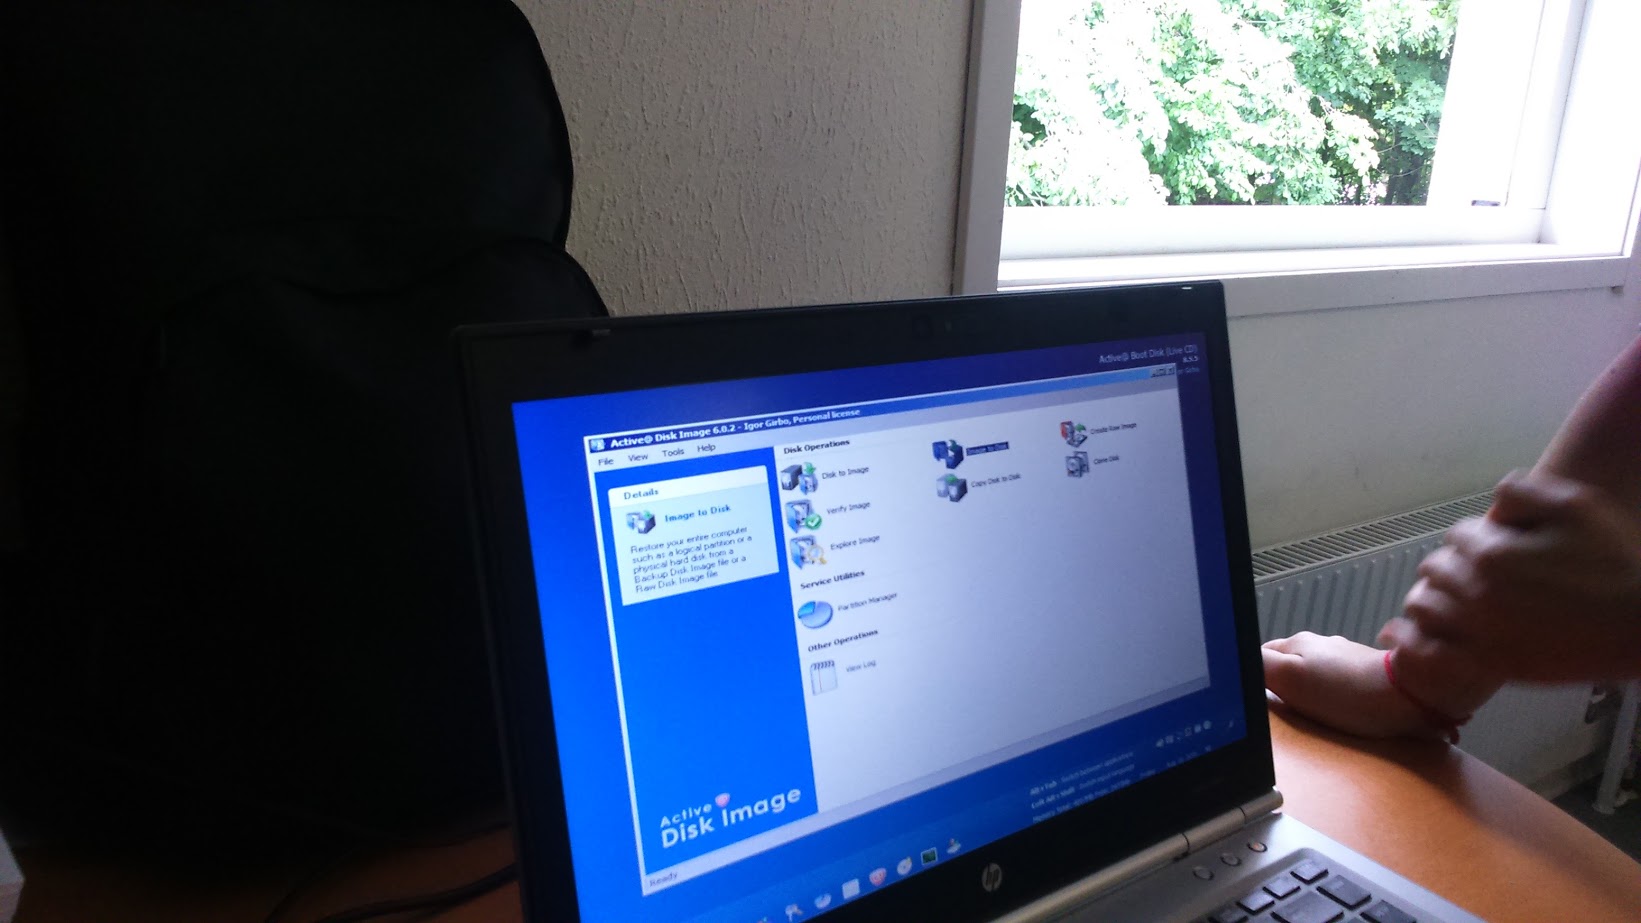 Active@ Boot Disk (Live CD)
Active@ Disk Image 6.0.2 - Igor Girbo, Personal license
File View Tools Help
Details
Image to Disk
Restore your entire computer
such as a logical partition or a
physical hard disk from a
Backup Disk Image file or a
Raw Disk Image file.
Disk Operations
Disk to Image
Image to Disk
Create Raw Image
Verify Image
Copy Disk to Disk
Clone Disk
Explore Image
Service Utilities
Partition Manager
Other Operations
View Log
Active
Disk Image
Ready
hp